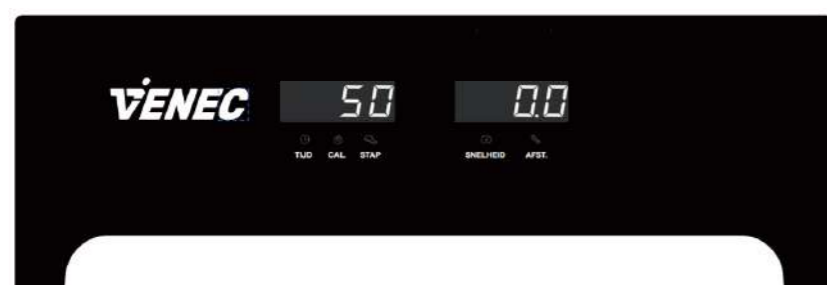 VENEC
50
0.0
TIJD CAL STAP
SNELHEID AFST.